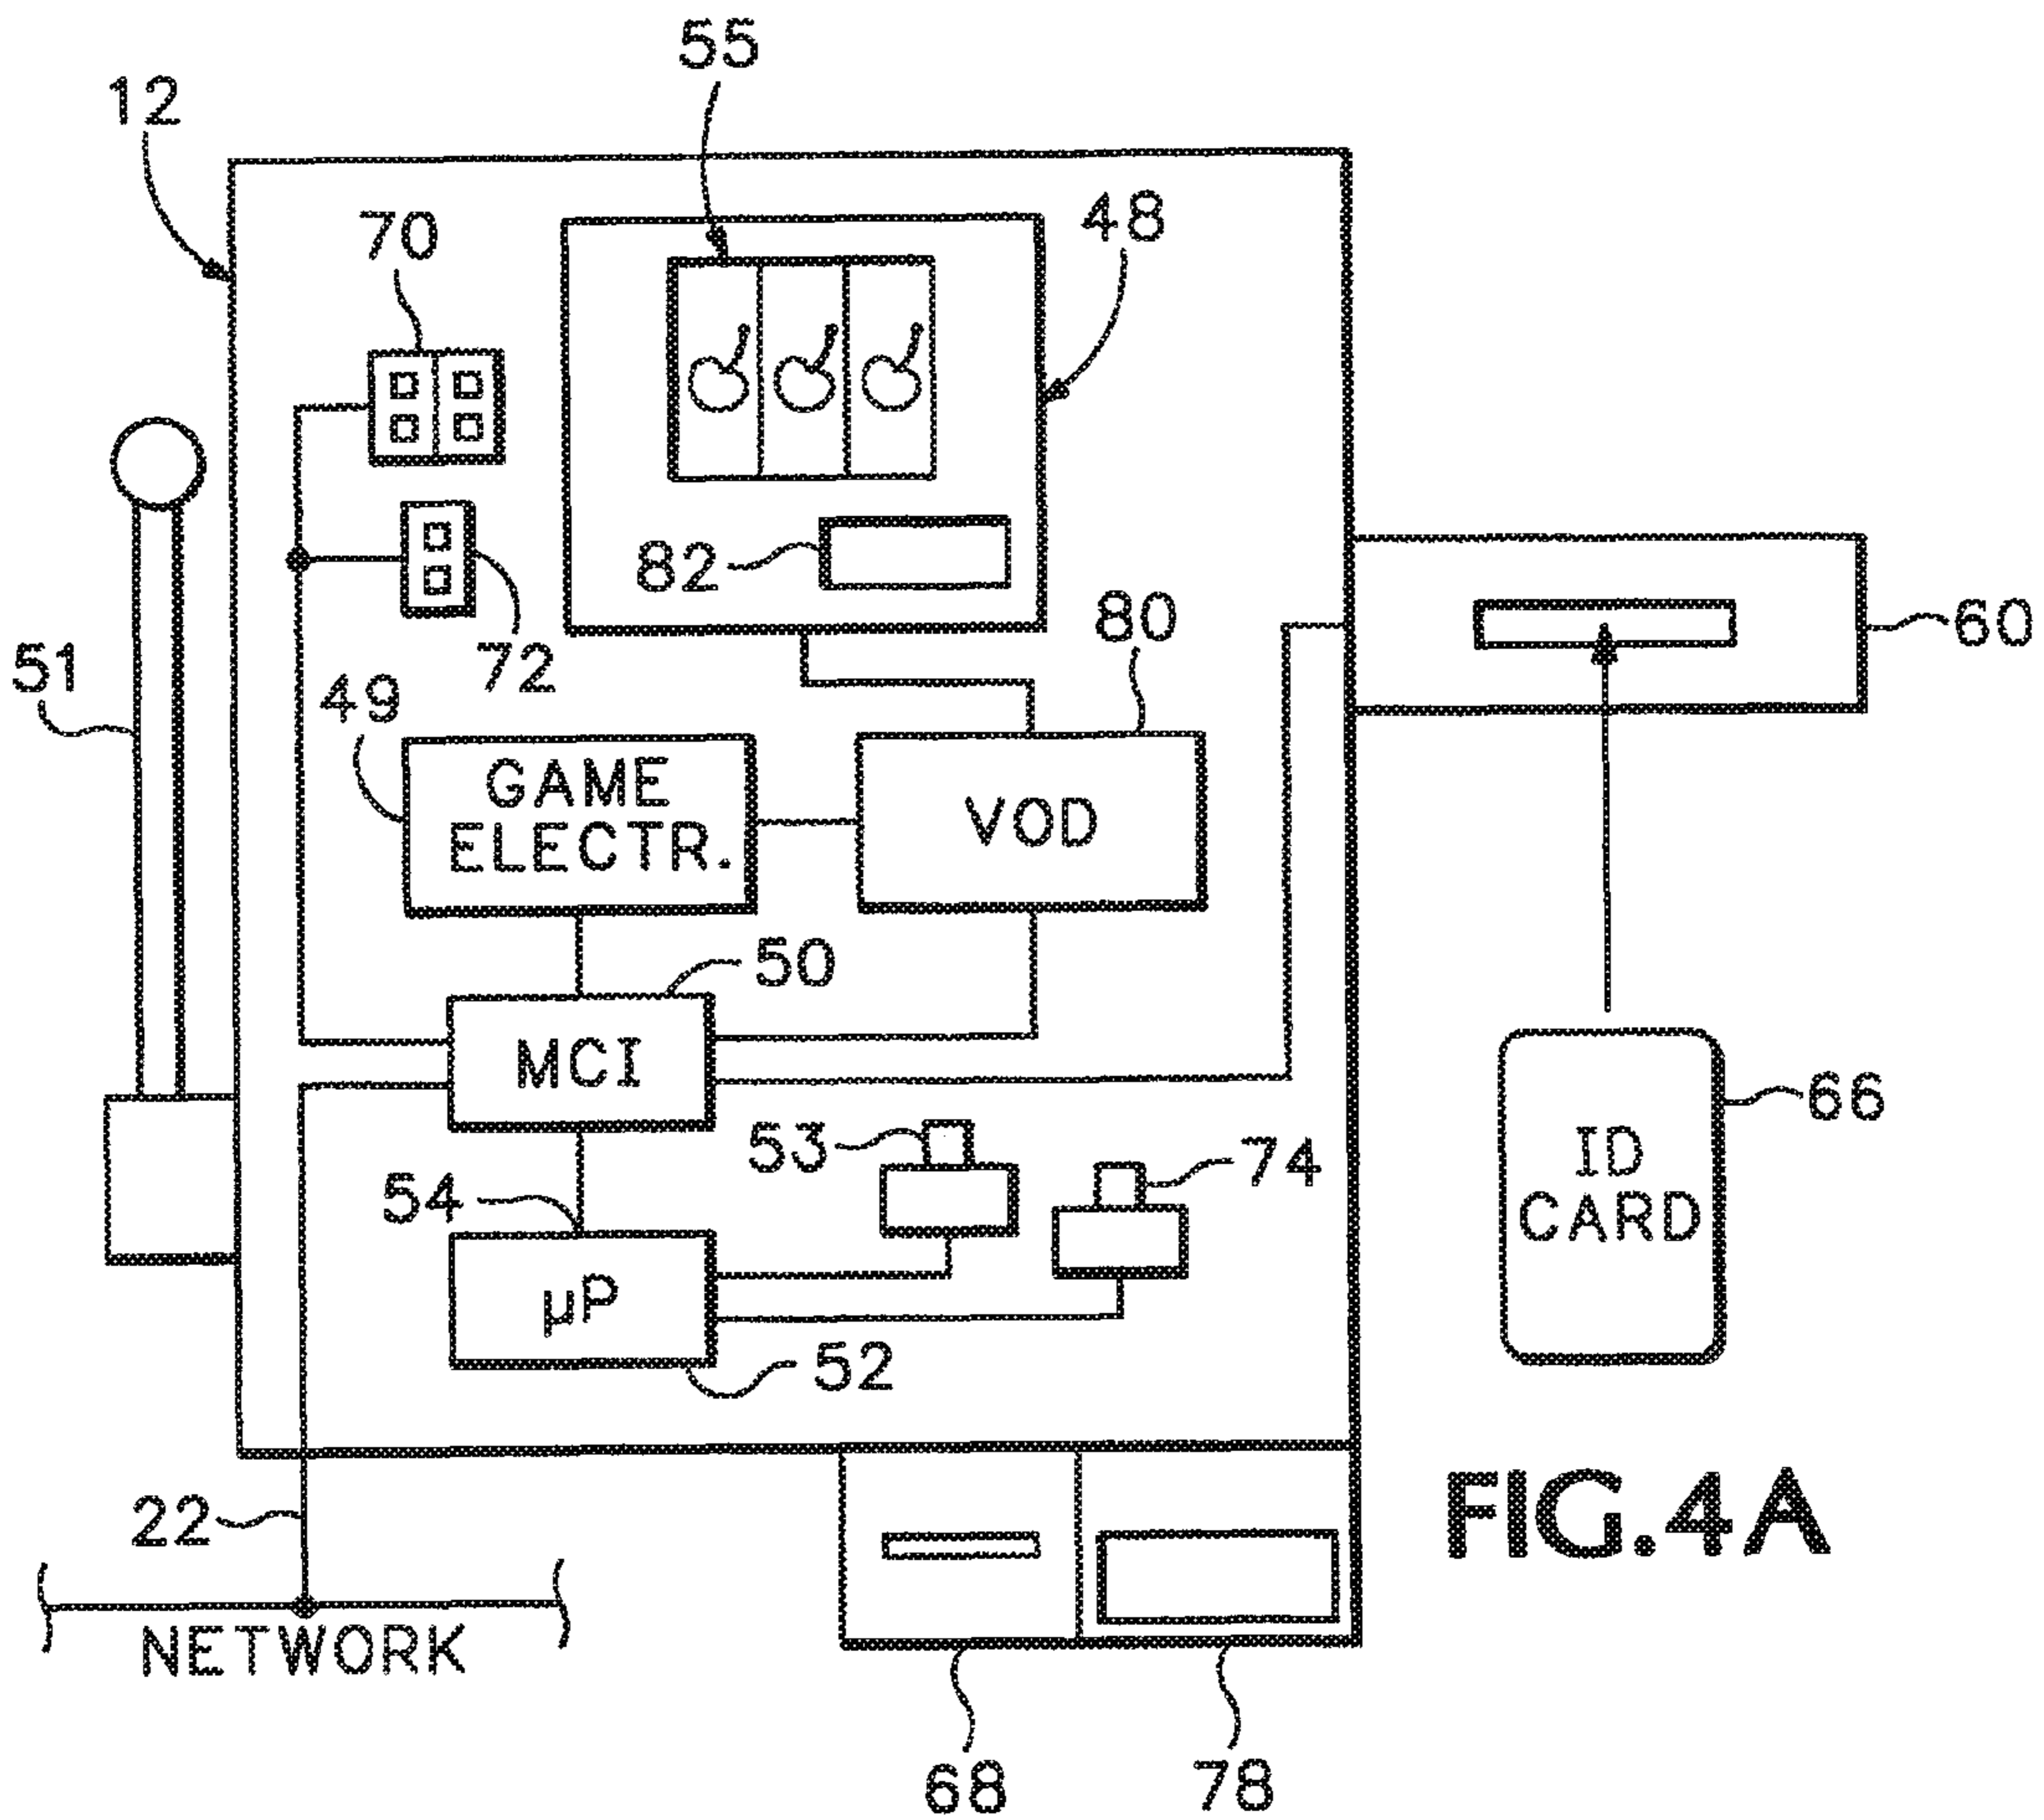 55
12
70
48
82
80
60
51
72
49
GAME
ELECTR.
VOD
50
MCI
66
53
74
54
ID
CARD
µP
52
22
FIG.4A
NETWORK
68
78